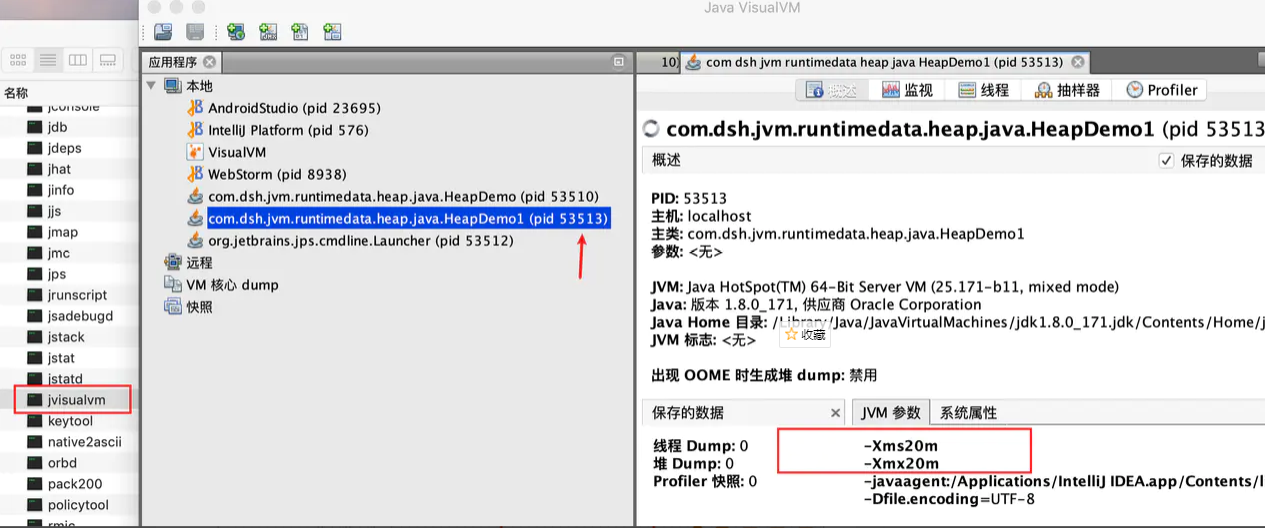 Java VisualVM
名称
jconsole
jdb
jdeps
jhat
jinfo
jjs
jmap
jmc
jps
jrunscript
jsadebugd
jstack
jstat
jstatd
jvisualvm
keytool
native2ascii
orbd
pack200
policytool
rmic
应用程序
本地
AndroidStudio (pid 23695)
IntelliJ Platform (pid 576)
VisualVM
WebStorm (pid 8938)
com.dsh.jvm.runtimedata.heap.java.HeapDemo (pid 53510)
com.dsh.jvm.runtimedata.heap.java.HeapDemo1 (pid 53513)
org.jetbrains.jps.cmdline.Launcher (pid 53512)
远程
VM 核心 dump
快照
10)
com dsh jvm runtimedata heap java HeapDemo1 (pid 53513)
概述 监视 线程 抽样器 Profiler
com.dsh.jvm.runtimedata.heap.java.HeapDemo1 (pid 53513
概述 保存的数据
PID: 53513
主机: localhost
主类: com.dsh.jvm.runtimedata.heap.java.HeapDemo1
参数: <无>
JVM: Java HotSpot(TM) 64-Bit Server VM (25.171-b11, mixed mode)
Java: 版本 1.8.0_171, 供应商 Oracle Corporation
Java Home 目录: /Library/Java/JavaVirtualMachines/jdk1.8.0_171.jdk/Contents/Home/j
JVM 标志: <无>
收藏
出现 OOME 时生成堆 dump: 禁用
保存的数据
线程 Dump: 0
堆 Dump: 0
Profiler 快照: 0
JVM 参数 系统属性
-Xms20m
-Xmx20m
-javaagent:/Applications/IntelliJ IDEA.app/Contents/l
-Dfile.encoding=UTF-8